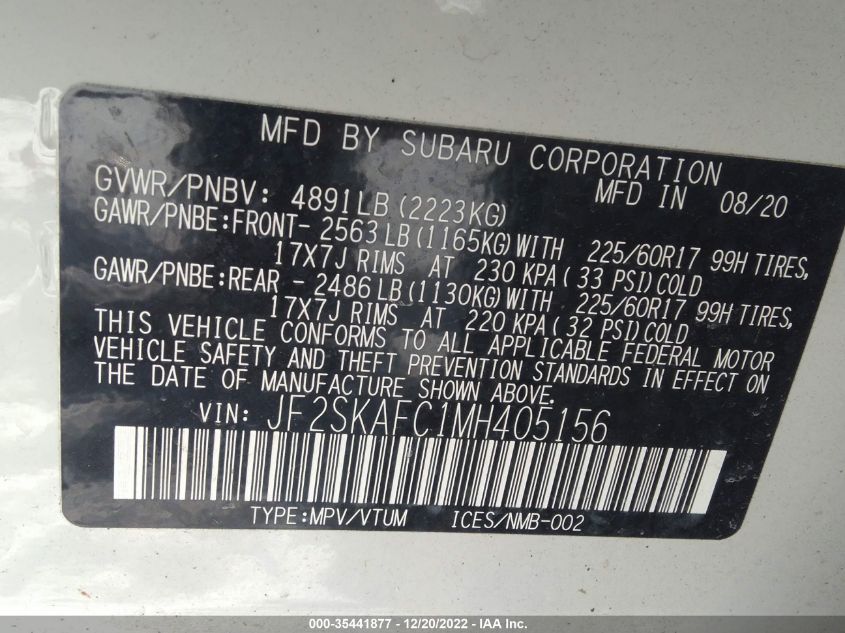 MFD BY SUBARU CORPORATION
MFD IN 08/20
GVWR/PNBV: 4891LB (2223KG)
GAWR/PNBE:FRONT- 2563 LB (1165KG) WITH 225/60R17 99H TIRES,
17X7J RIMS AT 230 KPA ( 33 PSI) COLD
GAWR/PNBE:REAR - 2486 LB (1130KG) WITH 225/60R17 99H TIRES,
17X7J RIMS AT 220 KPA ( 32 PSI) COLD
THIS VEHICLE CONFORMS TO ALL APPLICABLE FEDERAL MOTOR
VEHICLE SAFETY AND THEFT PREVENTION STANDARDS IN EFFECT ON
THE DATE OF MANUFACTURE SHOWN ABOVE.
VIN: JF2SKAFC1MH405156
TYPE:MPV/VTUM ICES/NMB-002
000-35441877 - 12/20/2022 - IAA Inc.